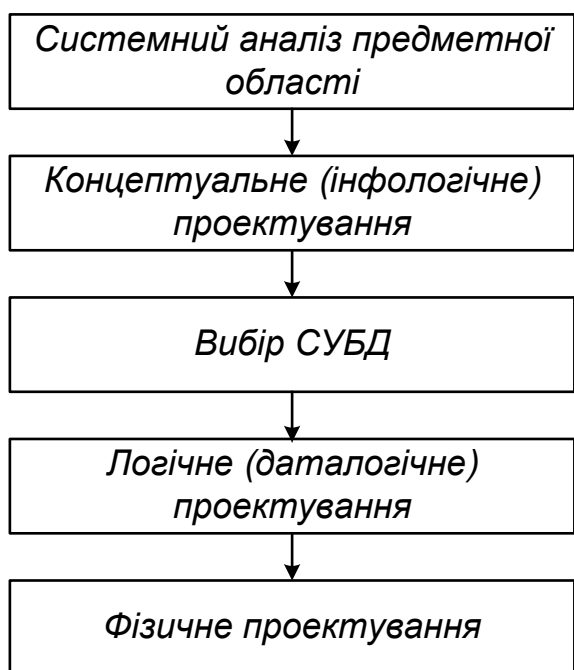 Системний аналіз предметної
області
Концептуальне (інфологічне)
проектування
Вибір СУБД
Логічне (даталогічне)
проектування
Фізичне проектування